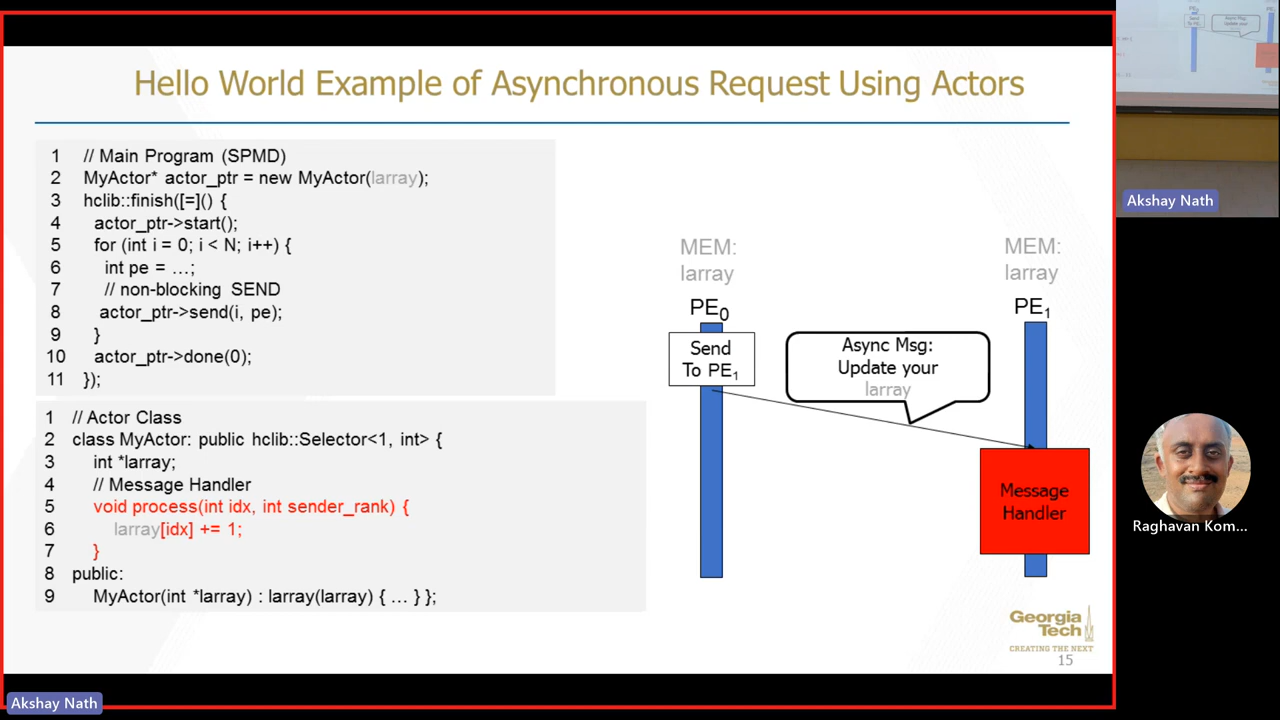 Hello World Example of Asynchronous Request Using Actors
1 // Main Program (SPMD)
2 MyActor* actor_ptr = new MyActor(larray);
3 hclib::finish([=]() {
4 actor_ptr->start();
5 for (int i = 0; i < N; i++) {
6 int pe = …;
7 // non-blocking SEND
8 actor_ptr->send(i, pe);
9 }
10 actor_ptr->done(0);
11 });
1 // Actor Class
2 class MyActor: public hclib::Selector<1, int> {
3 int *larray;
4 // Message Handler
5 void process(int idx, int sender_rank) {
6 larray[idx] += 1;
7 }
8 public:
9 MyActor(int *larray) : larray(larray) { … } };
MEM:
larray
PE0
Send
To PE1
Async Msg:
Update your
larray
MEM:
larray
PE1
Message
Handler
Georgia
Tech
CREATING THE NEXT
15
Akshay Nath
Akshay Nath
Raghavan Kom...